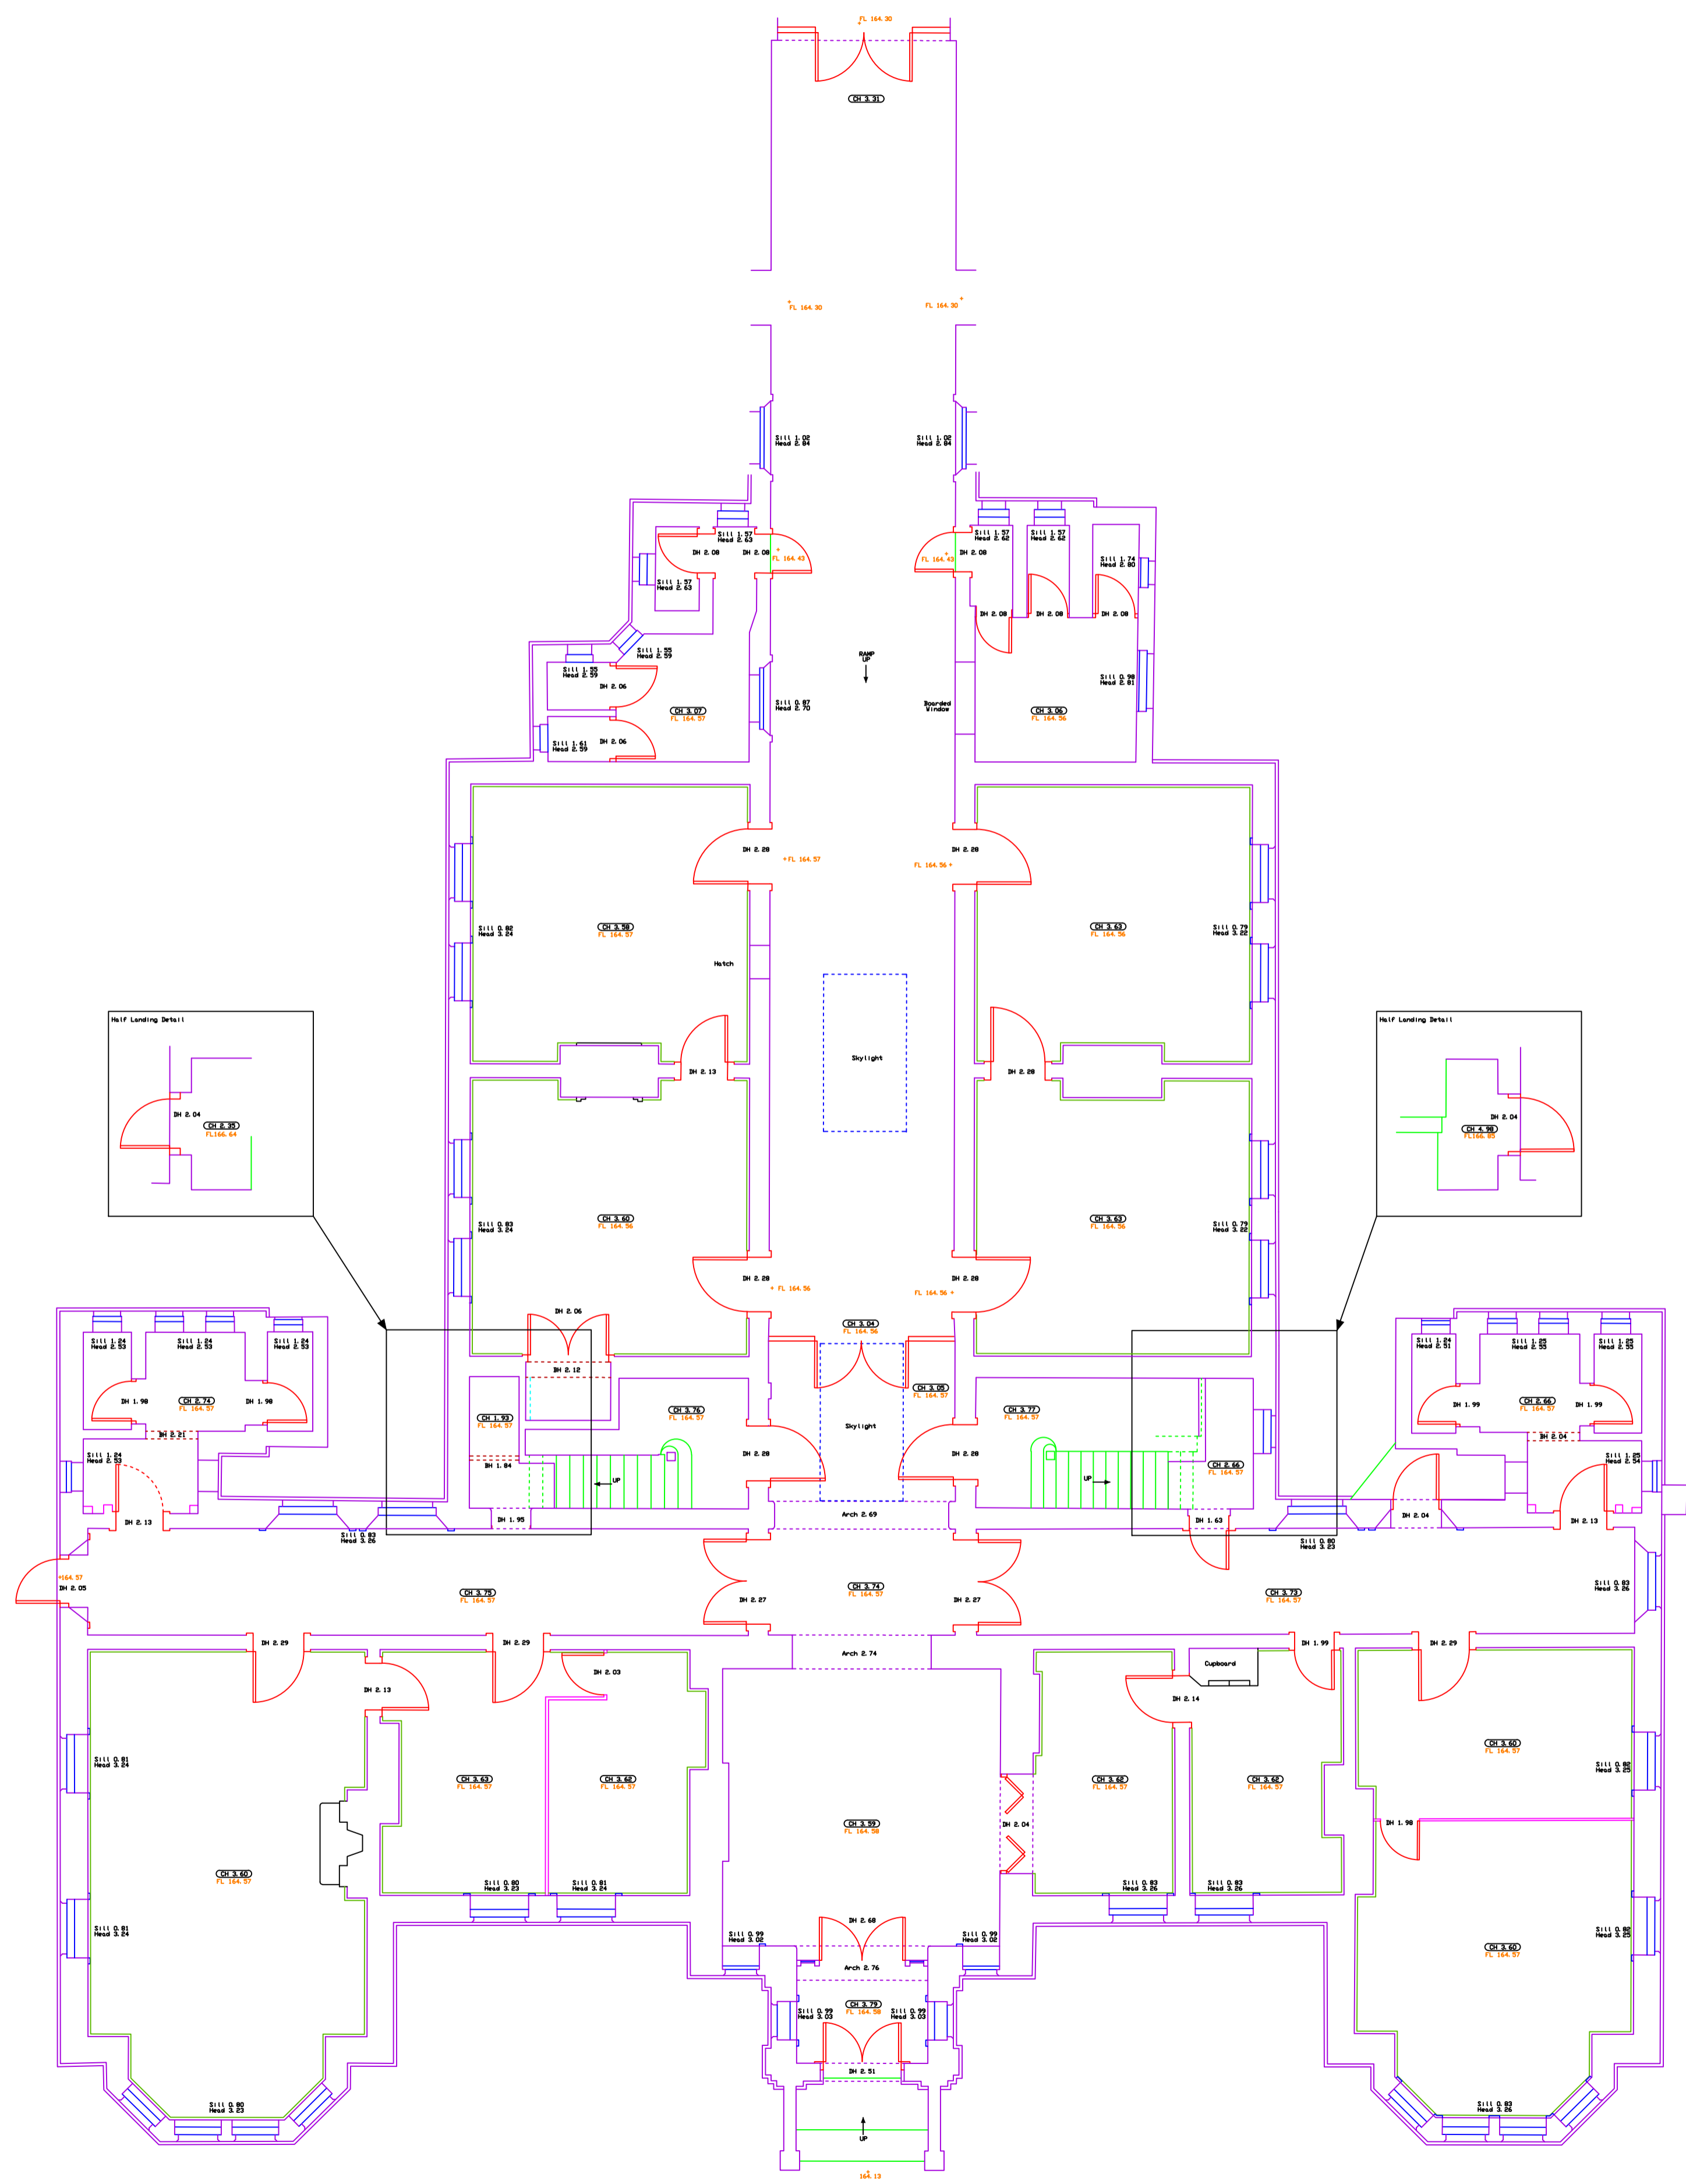 FL 164.30
CH 3.31
FL 164.30
FL 164.30
Sill 1.02
Head 2.84
Sill 1.02
Head 2.84
Sill 1.57
Head 2.63
Sill 1.57
Head 2.62
Sill 1.57
Head 2.62
DH 2.08
DH 2.08
FL 164.43
FL 164.43
DH 2.08
Sill 1.74
Head 2.80
Sill 1.57
Head 2.63
DH 2.08
DH 2.08
DH 2.08
Sill 1.55
Head 2.59
RAMP
UP
Sill 1.55
Head 2.59
DH 2.06
Sill 0.98
Head 2.81
CH 3.07
FL 164.57
Sill 0.87
Head 2.70
Boarded
Window
CH 3.06
FL 164.56
Sill 1.61
Head 2.59
DH 2.06
DH 2.28
FL 164.57
FL 164.56
DH 2.28
Sill 0.82
Head 3.24
CH 3.58
FL 164.57
CH 3.63
FL 164.56
Sill 0.79
Head 3.22
Hatch
Half Landing Detail
Half Landing Detail
Skylight
DH 2.13
DH 2.28
DH 2.04
CH 2.35
FL166.64
DH 2.04
CH 4.98
FL166.85
Sill 0.83
Head 3.24
CH 3.60
FL 164.56
CH 3.63
FL 164.56
Sill 0.79
Head 3.22
DH 2.28
FL 164.56
FL 164.56
DH 2.28
DH 2.06
CH 3.04
FL 164.56
Sill 1.24
Head 2.53
Sill 1.24
Head 2.53
Sill 1.24
Head 2.53
DH 2.12
Sill 1.24
Head 2.51
Sill 1.25
Head 2.55
Sill 1.25
Head 2.55
CH 3.05
FL 164.57
DH 1.98
CH 2.74
FL 164.57
DH 1.98
CH 1.93
FL 164.57
CH 3.76
FL 164.57
Skylight
CH 3.77
FL 164.57
DH 1.99
CH 2.66
FL 164.57
DH 1.99
DH 2.21
DH 2.04
Sill 1.24
Head 2.53
DH 1.84
UP
DH 2.28
DH 2.28
UP
CH 2.66
FL 164.57
Sill 1.25
Head 2.54
DH 2.13
DH 1.95
Arch 2.69
DH 1.63
DH 2.04
DH 2.13
Sill 0.83
Head 3.26
Sill 0.80
Head 3.23
164.57
DH 2.05
CH 3.75
FL 164.57
DH 2.27
CH 3.74
FL 164.57
DH 2.27
CH 3.73
FL 164.57
Sill 0.83
Head 3.26
DH 2.29
DH 2.29
Arch 2.74
DH 1.99
DH 2.29
DH 2.03
Cupboard
DH 2.13
DH 2.14
Sill 0.81
Head 3.24
CH 3.63
FL 164.57
CH 3.62
FL 164.57
CH 3.62
FL 164.57
CH 3.62
FL 164.57
CH 3.60
FL 164.57
Sill 0.82
Head 3.25
CH 3.59
FL 164.58
DH 2.04
DH 1.98
CH 3.60
FL 164.57
Sill 0.80
Head 3.23
Sill 0.81
Head 3.24
Sill 0.83
Head 3.26
Sill 0.83
Head 3.26
Sill 0.81
Head 3.24
DH 2.68
Sill 0.99
Head 3.02
Sill 0.99
Head 3.02
Sill 0.82
Head 3.25
CH 3.60
FL 164.57
Arch 2.76
CH 3.79
FL 164.58
Sill 0.99
Head 3.03
Sill 0.99
Head 3.03
DH 2.51
Sill 0.80
Head 3.23
Sill 0.83
Head 3.26
UP
164.13